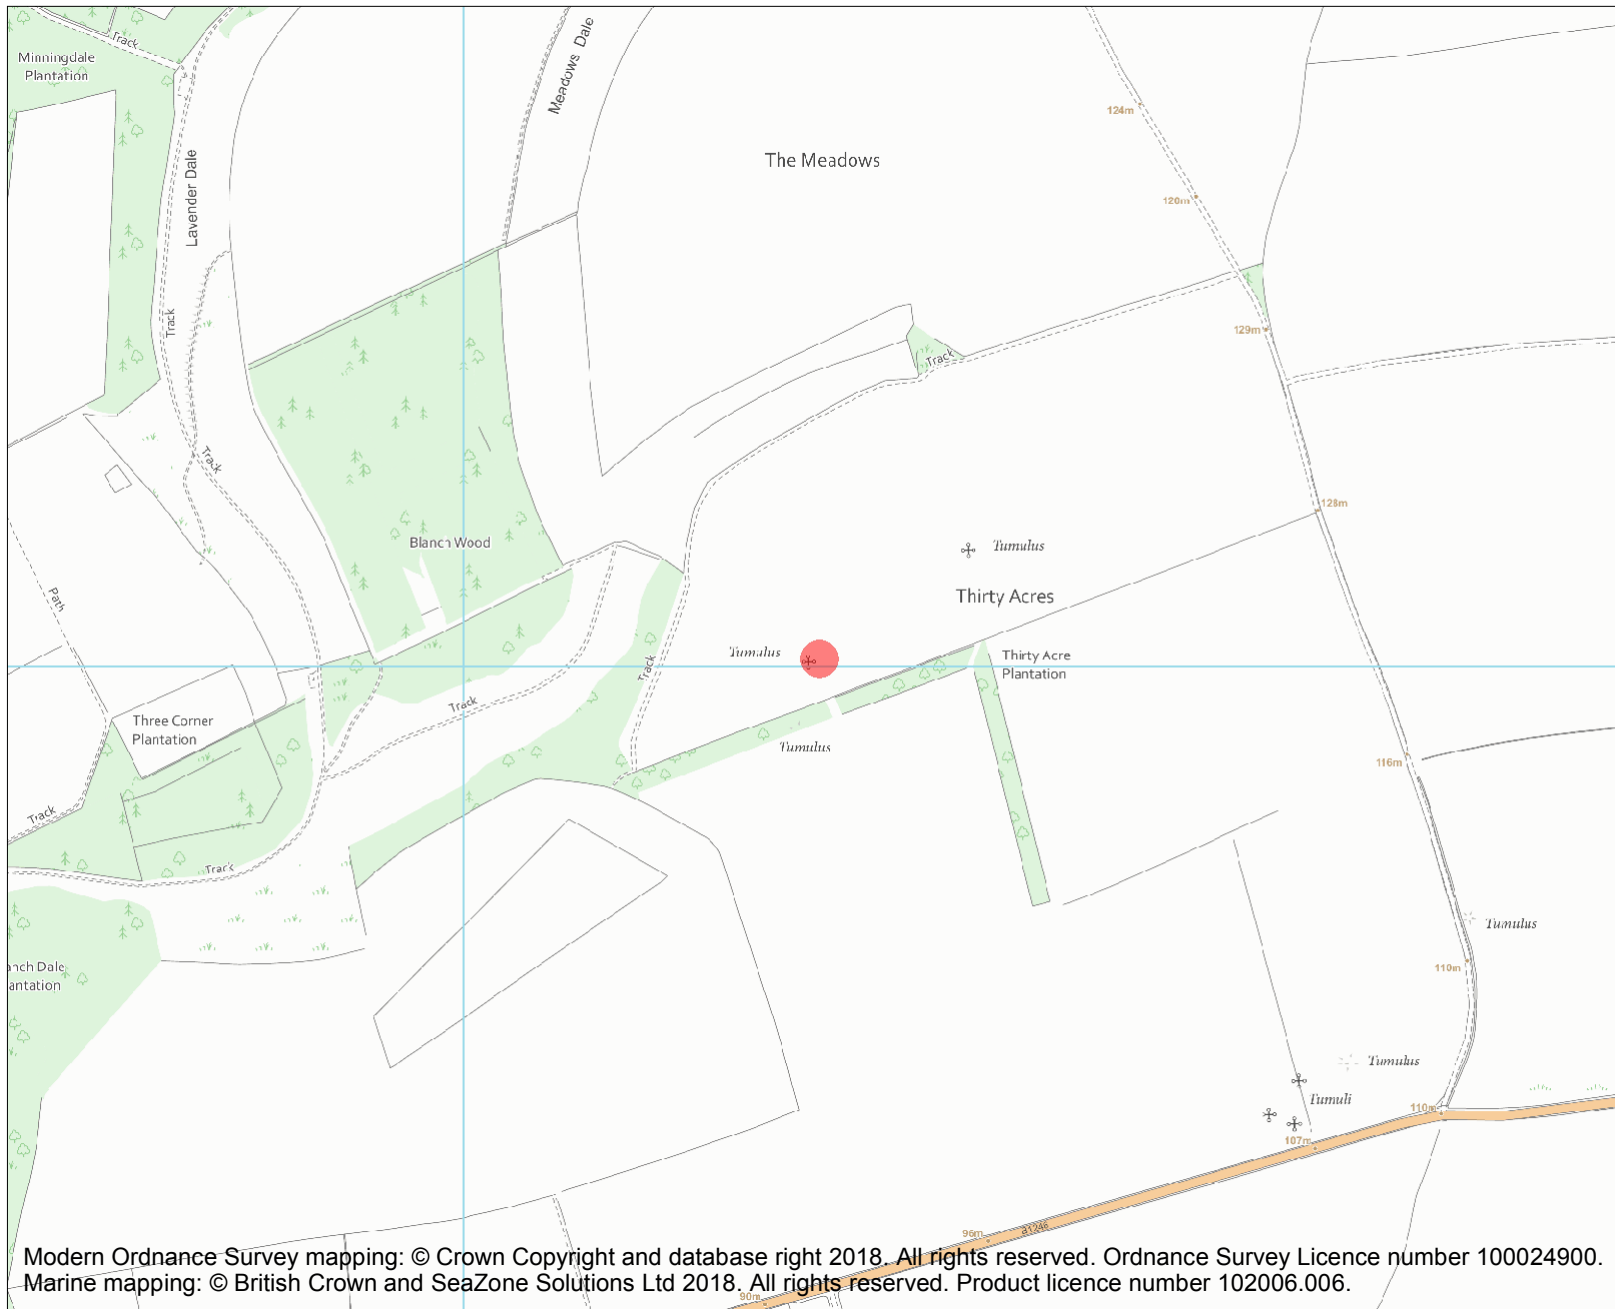 Track
Minningdale
Plantation
Meadows Dale
124m
The Meadows
Lavender Dale
120m
Track
129m
Track
Track
128m
Blanch Wood
Tumulus
Path
Thirty Acres
Tumulus
Thirty Acre
Plantation
Track
Track
Three Corner
Plantation
Tumulus
116m
Track
Track
Tumulus
anch Dale
antation
110m
Tumulus
Tumuli
110m
107m
96m
a1246
Modern Ordnance Survey mapping: © Crown Copyright and database right 2018. All rights reserved. Ordnance Survey Licence number 100024900.
Marine mapping: © British Crown and SeaZone Solutions Ltd 2018. All rights reserved. Product licence number 102006.006.
90m